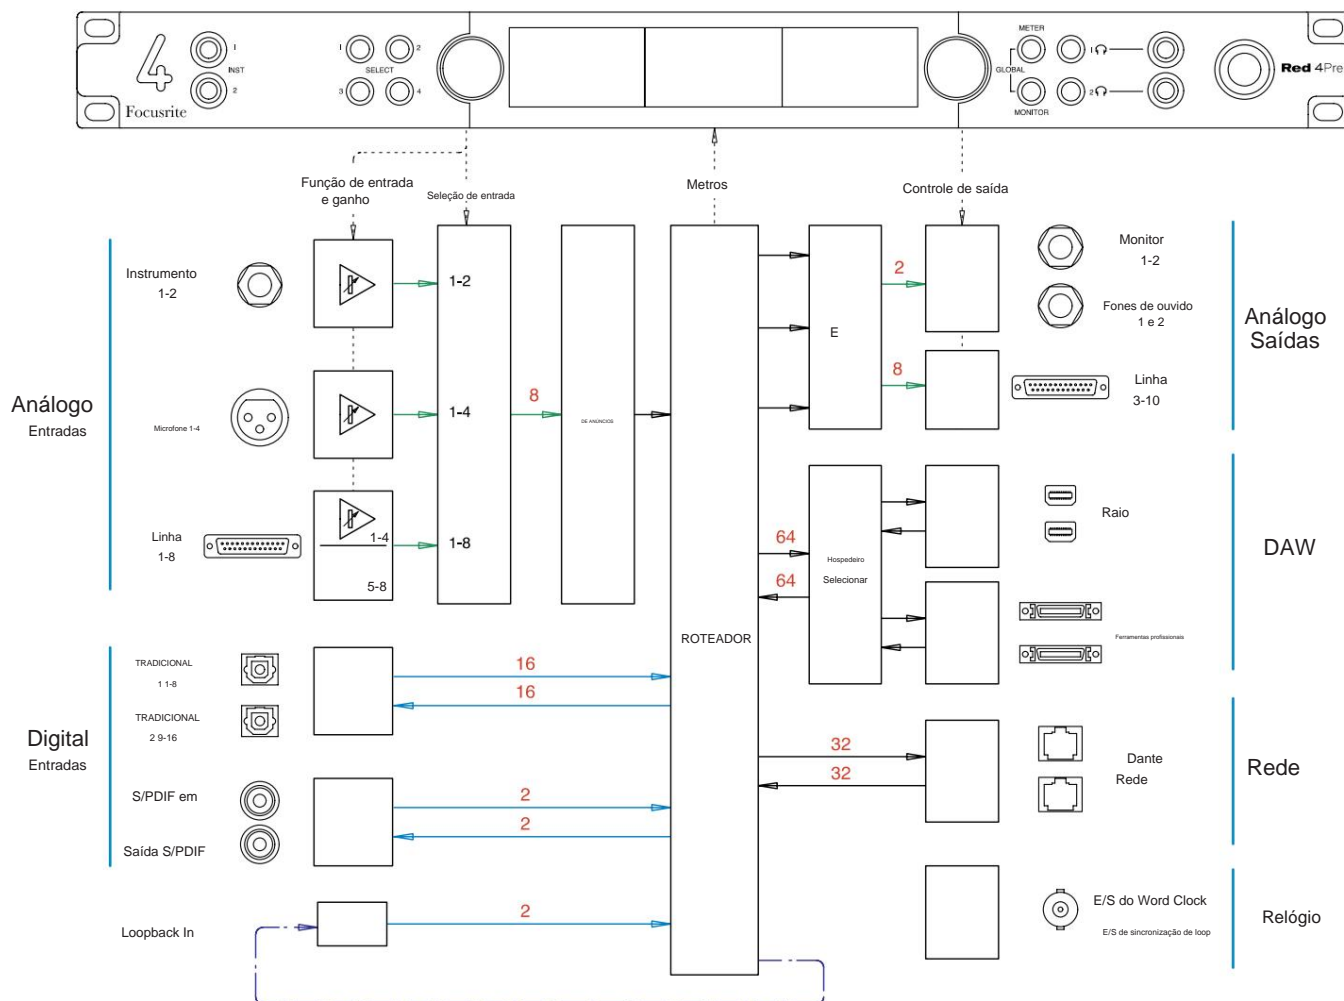 4
Focusrite
1
INST
2
1
2
SELECT
3
4
METER
GLOBAL
MONITOR
1
2
Red 4Pre
Função de entrada
e ganho
Seleção de entrada
Metros
Controle de saída
Análogo
Entradas
Instrumento
1-2
Microfone 1-4
Linha
1-8
1-4
5-8
1-2
1-4
1-8
8
DE ANÚNCIOS
ROTEADOR
E
2
8
Monitor
1-2
Fones de ouvido
1 e 2
Linha
3-10
Análogo
Saídas
64
64
Hospedeiro
Selecionar
Raio
Ferramentas profissionais
DAW
Digital
Entradas
TRADICIONAL
1 1-8
TRADICIONAL
2 9-16
16
16
S/PDIF em
Saída S/PDIF
2
2
Loopback In
2
32
32
Dante
Rede
Rede
E/S do Word Clock
E/S de sincronização de loop
Relógio